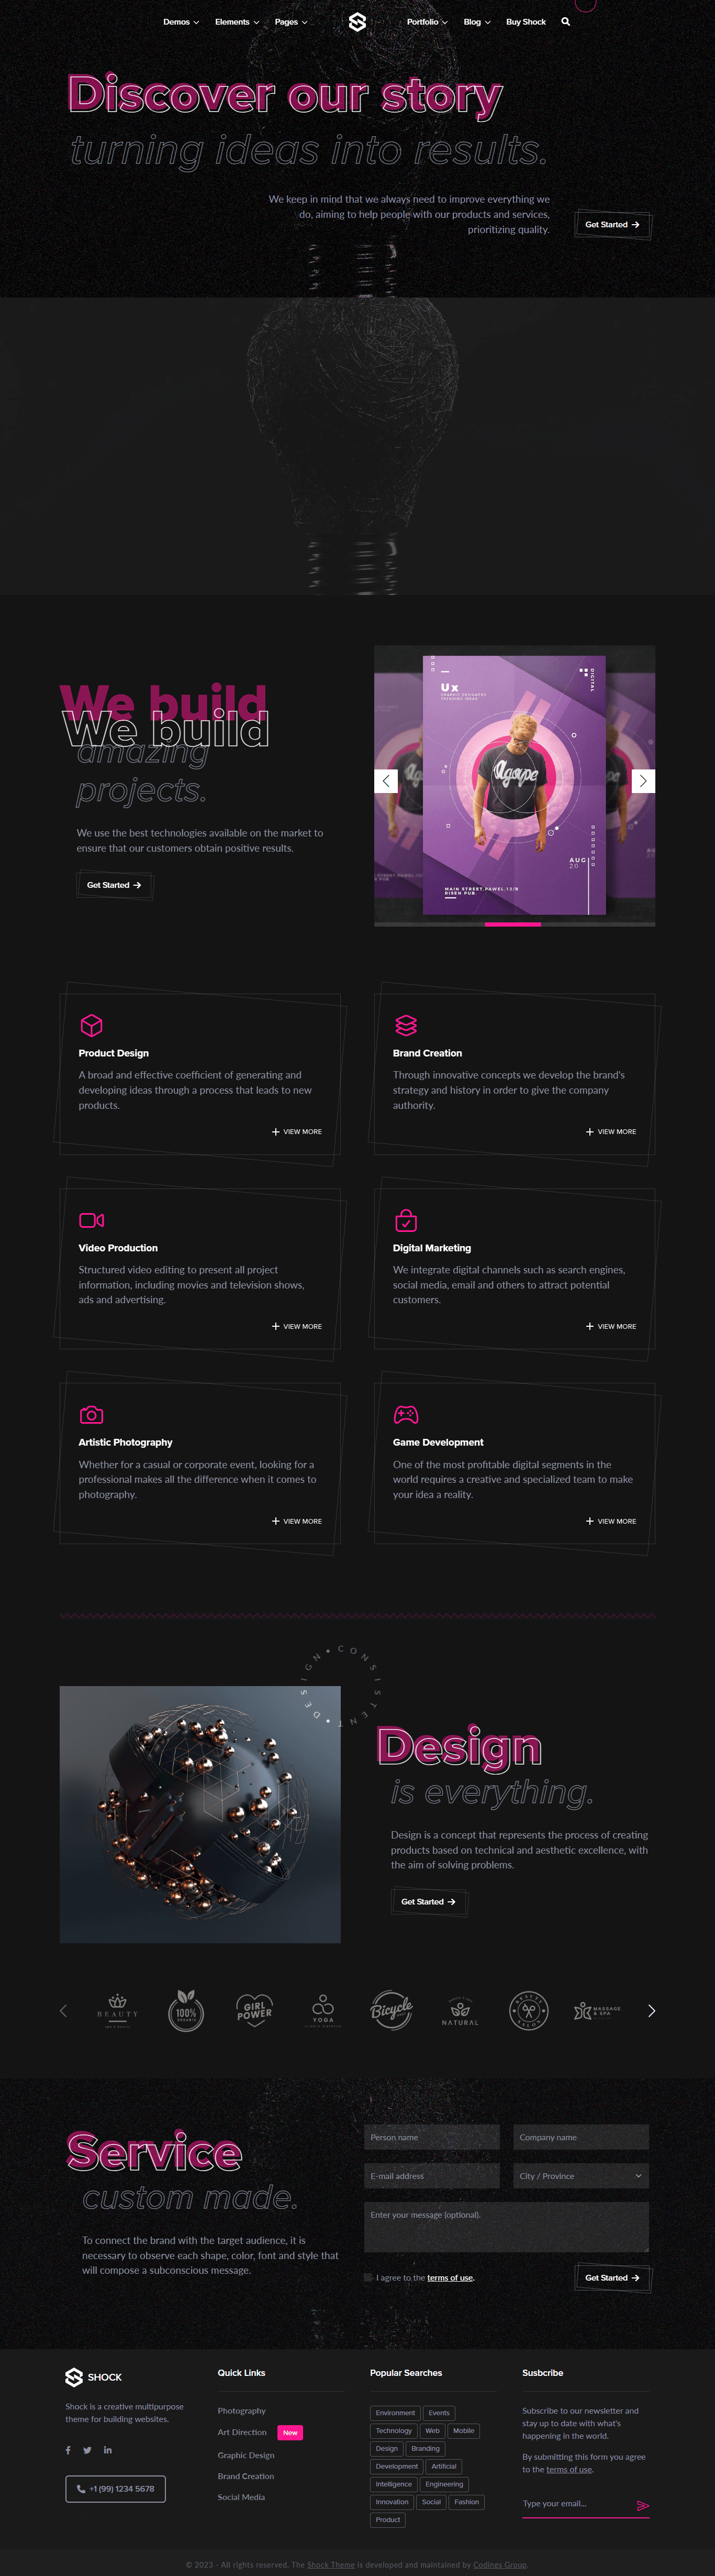 Demos Elements Pages Portfolio Blog Buy Shock
Discover our story
turning ideas into results.
We keep in mind that we always need to improve everything we
do, aiming to help people with our products and services,
prioritizing quality.
Get Started
We build
We build
amazing
projects.
We use the best technologies available on the market to
ensure that our customers obtain positive results.
Get Started
Ux
DIGITAL
agape
AUG
20
MAIN STREET,PAWEL,12/B
RISEN PUB
Product Design
A broad and effective coefficient of generating and
developing ideas through a process that leads to new
products.
VIEW MORE
Brand Creation
Through innovative concepts we develop the brand's
strategy and history in order to give the company
authority.
VIEW MORE
Video Production
Structured video editing to present all project
information, including movies and television shows,
ads and advertising.
VIEW MORE
Digital Marketing
We integrate digital channels such as search engines,
social media, email and others to attract potential
customers.
VIEW MORE
Artistic Photography
Whether for a casual or corporate event, looking for a
professional makes all the difference when it comes to
photography.
VIEW MORE
Game Development
One of the most profitable digital segments in the
world requires a creative and specialized team to make
your idea a reality.
VIEW MORE
CONSISTENT • DESIGN •
Design
is everything.
Design is a concept that represents the process of creating
products based on technical and aesthetic excellence, with
the aim of solving problems.
Get Started
BEAUTY
100%
ORGANIC
GIRL
POWER
YOGA
Bicycle
NATURAL
BEAUTY SALON
MASSAGE
& SPA
Service
custom made.
To connect the brand with the target audience, it is
necessary to observe each shape, color, font and style that
will compose a subconscious message.
Person name
Company name
E-mail address
City / Province
Enter your message (optional).
I agree to the terms of use.
Get Started
SHOCK
Shock is a creative multipurpose
theme for building websites.
+1 (99) 1234 5678
Quick Links
Photography
Art Direction New
Graphic Design
Brand Creation
Social Media
Popular Searches
Environment Events
Technology Web Mobile
Design Branding
Development Artificial
Intelligence Engineering
Innovation Social Fashion
Product
Susbcribe
Subscribe to our newsletter and
stay up to date with what's
happening in the world.
By submitting this form you agree
to the terms of use.
Type your email...
© 2023 - All rights reserved. The Shock Theme is developed and maintained by Codings Group.